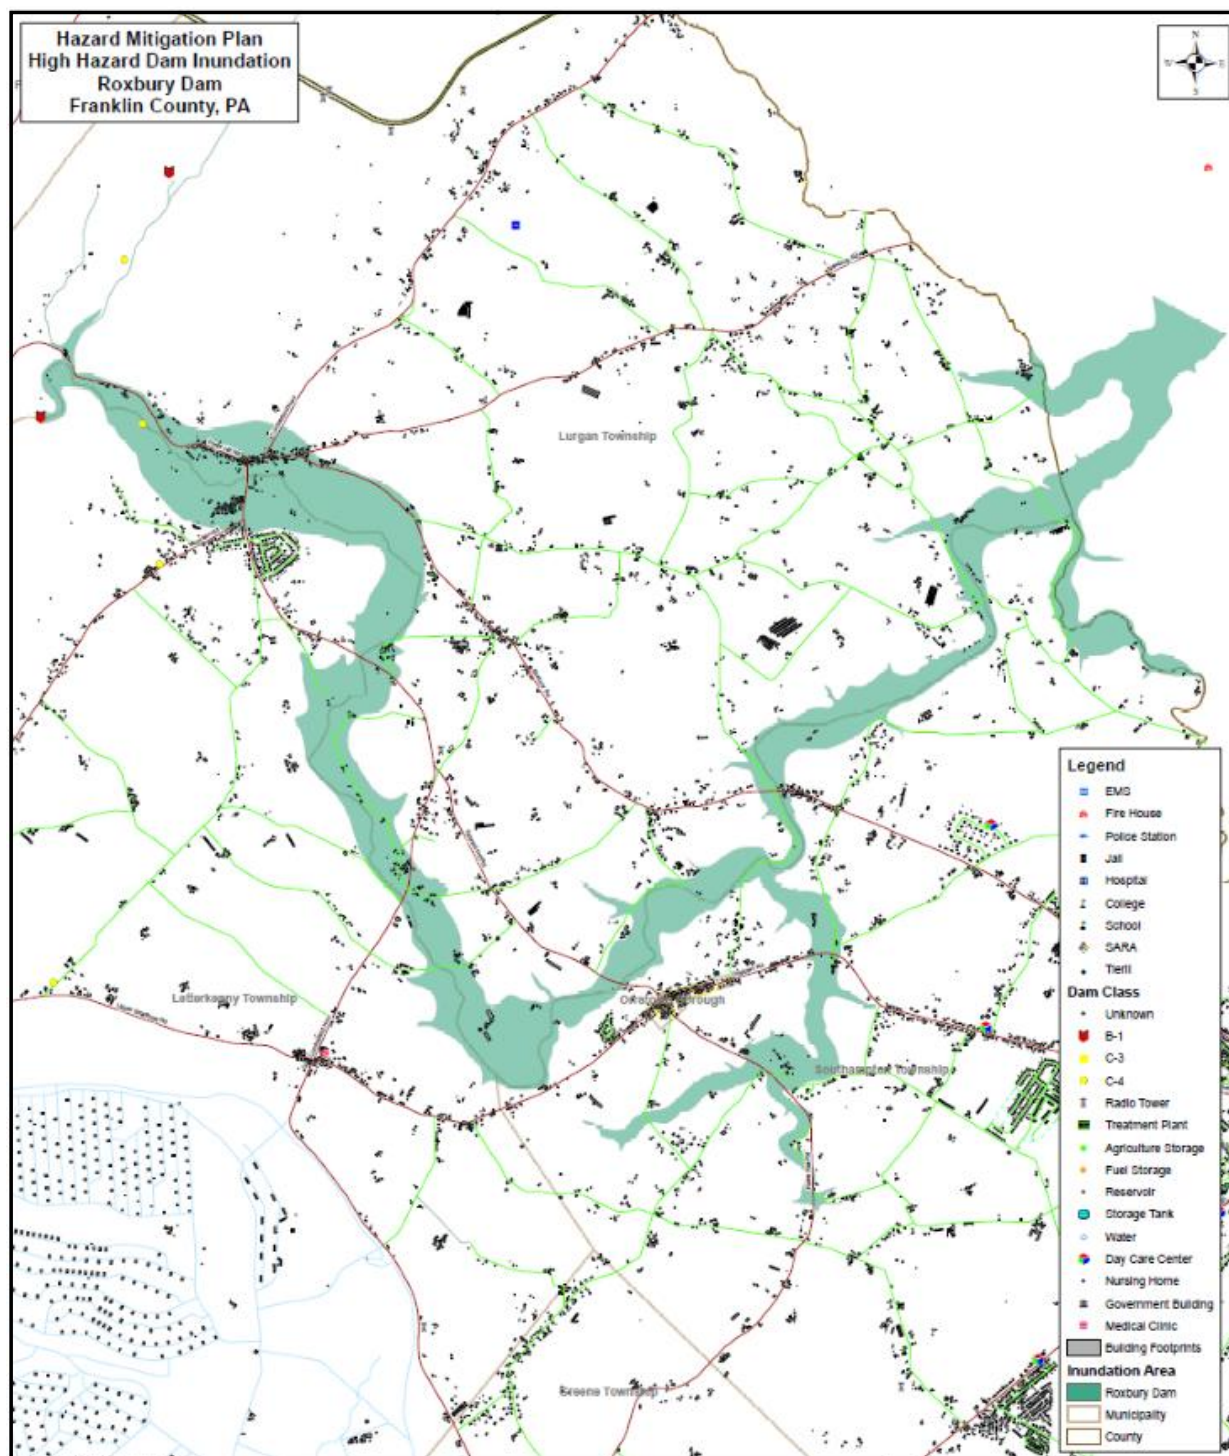 Hazard Mitigation Plan
High Hazard Dam Inundation
Roxbury Dam
Franklin County, PA
N
W E
S
Lurgan Township
Letterkenny Township
Orrstown Borough
Southampton Township
Greene Township
Legend
EMS
Fire House
Police Station
Jail
Hospital
College
School
SARA
TierII
Dam Class
Unknown
B-1
C-3
C-4
Radio Tower
Treatment Plant
Agriculture Storage
Fuel Storage
Reservoir
Storage Tank
Water
Day Care Center
Nursing Home
Government Building
Medical Clinic
Building Footprints
Inundation Area
Roxbury Dam
Municipality
County